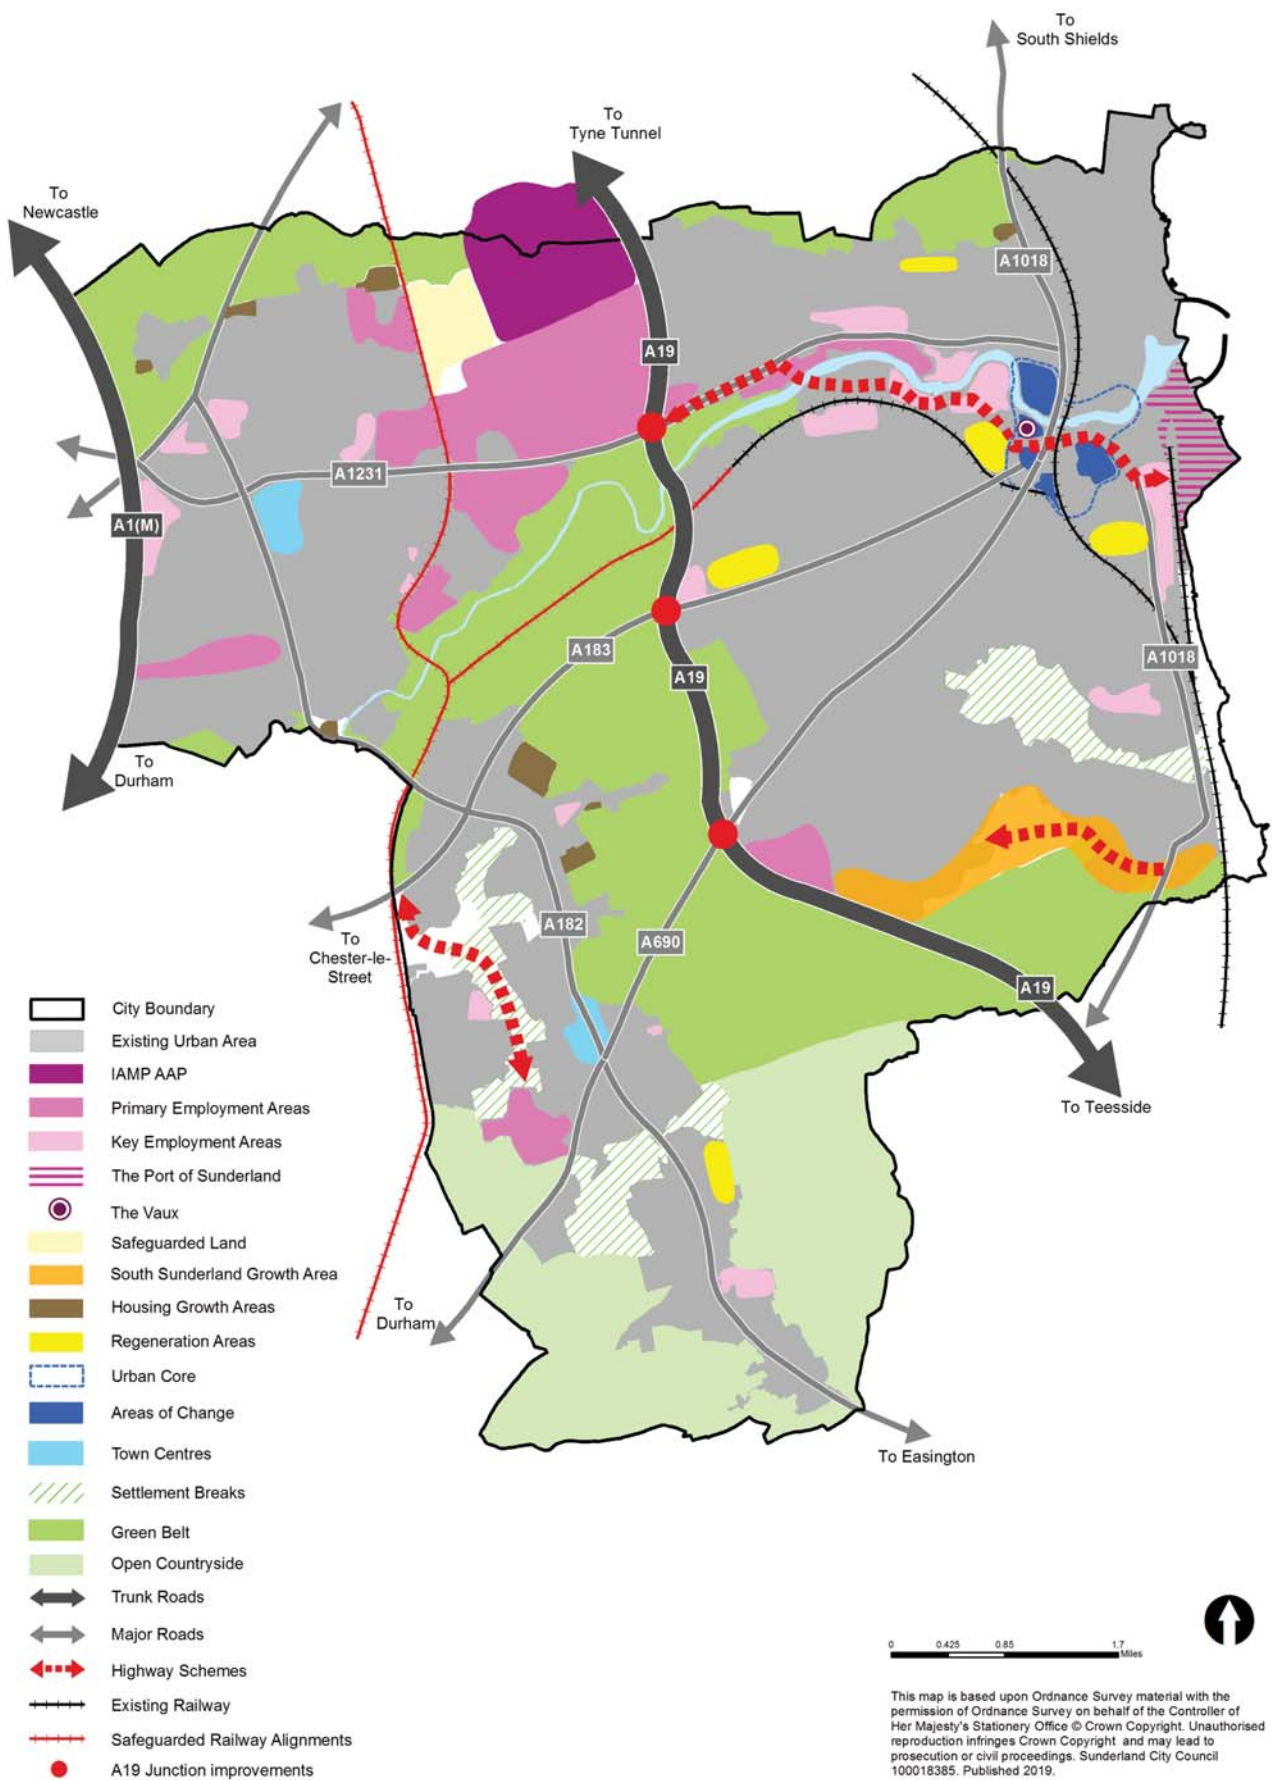 To
South Shields
To
Tyne Tunnel
To
Newcastle
A1018
A19
A1231
A1(M)
A183
A1018
A19
To
Durham
A182
A690
To
Chester-le-
Street
A19
To Teesside
To
Durham
To Easington
City Boundary
Existing Urban Area
IAMP AAP
Primary Employment Areas
Key Employment Areas
The Port of Sunderland
The Vaux
Safeguarded Land
South Sunderland Growth Area
Housing Growth Areas
Regeneration Areas
Urban Core
Areas of Change
Town Centres
Settlement Breaks
Green Belt
Open Countryside
Trunk Roads
Major Roads
Highway Schemes
Existing Railway
Safeguarded Railway Alignments
A19 Junction improvements
0 0.425 0.85 1.7
Miles
This map is based upon Ordnance Survey material with the
permission of Ordnance Survey on behalf of the Controller of
Her Majesty's Stationery Office © Crown Copyright. Unauthorised
reproduction infringes Crown Copyright and may lead to
prosecution or civil proceedings. Sunderland City Council
100018385. Published 2019.